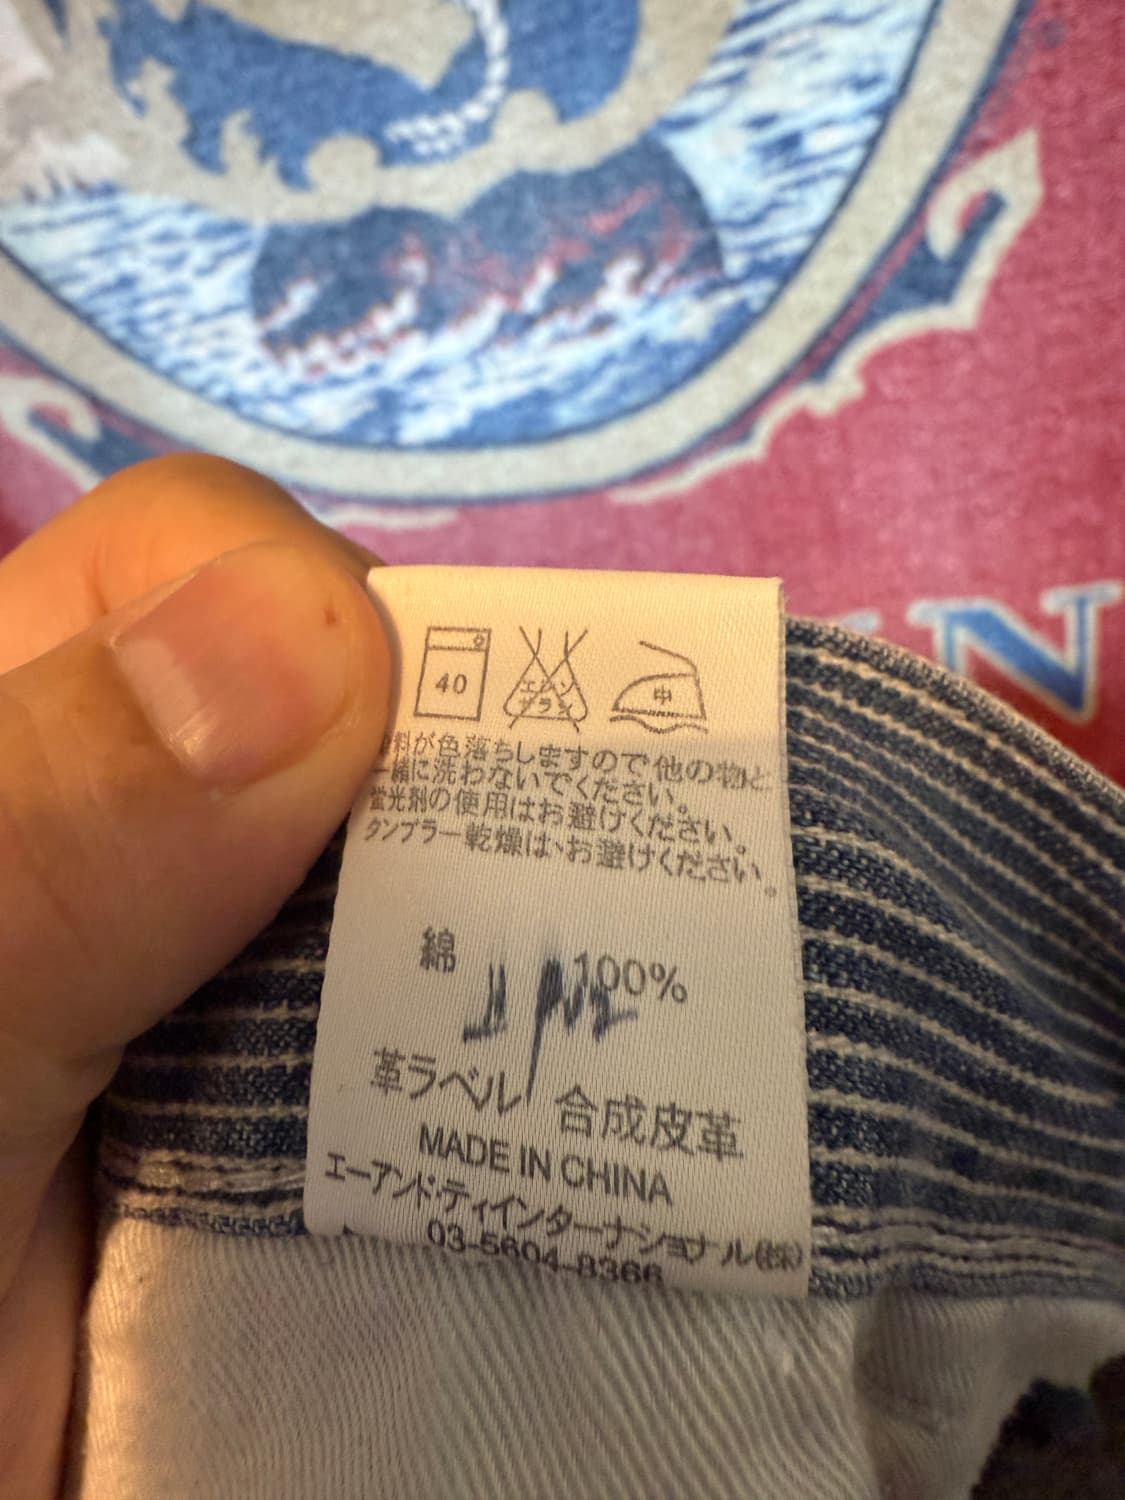 40
エンソ
サラシ
中
料が色落ちしますので他の物と
一緒に洗わないでください。
蛍光剤の使用はお避けください。
タンブラー乾燥はお避けください。
綿 100%
革ラベル 合成皮革
MADE IN CHINA
エーアンド・ティインターナショナル(株)
03-5604-8366
N